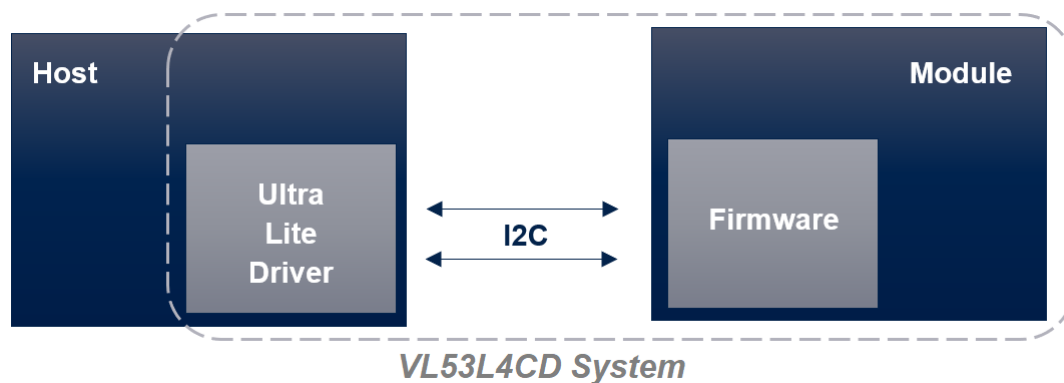 Host
Module
Ultra
Lite
Driver
I2C
Firmware
VL53L4CD System